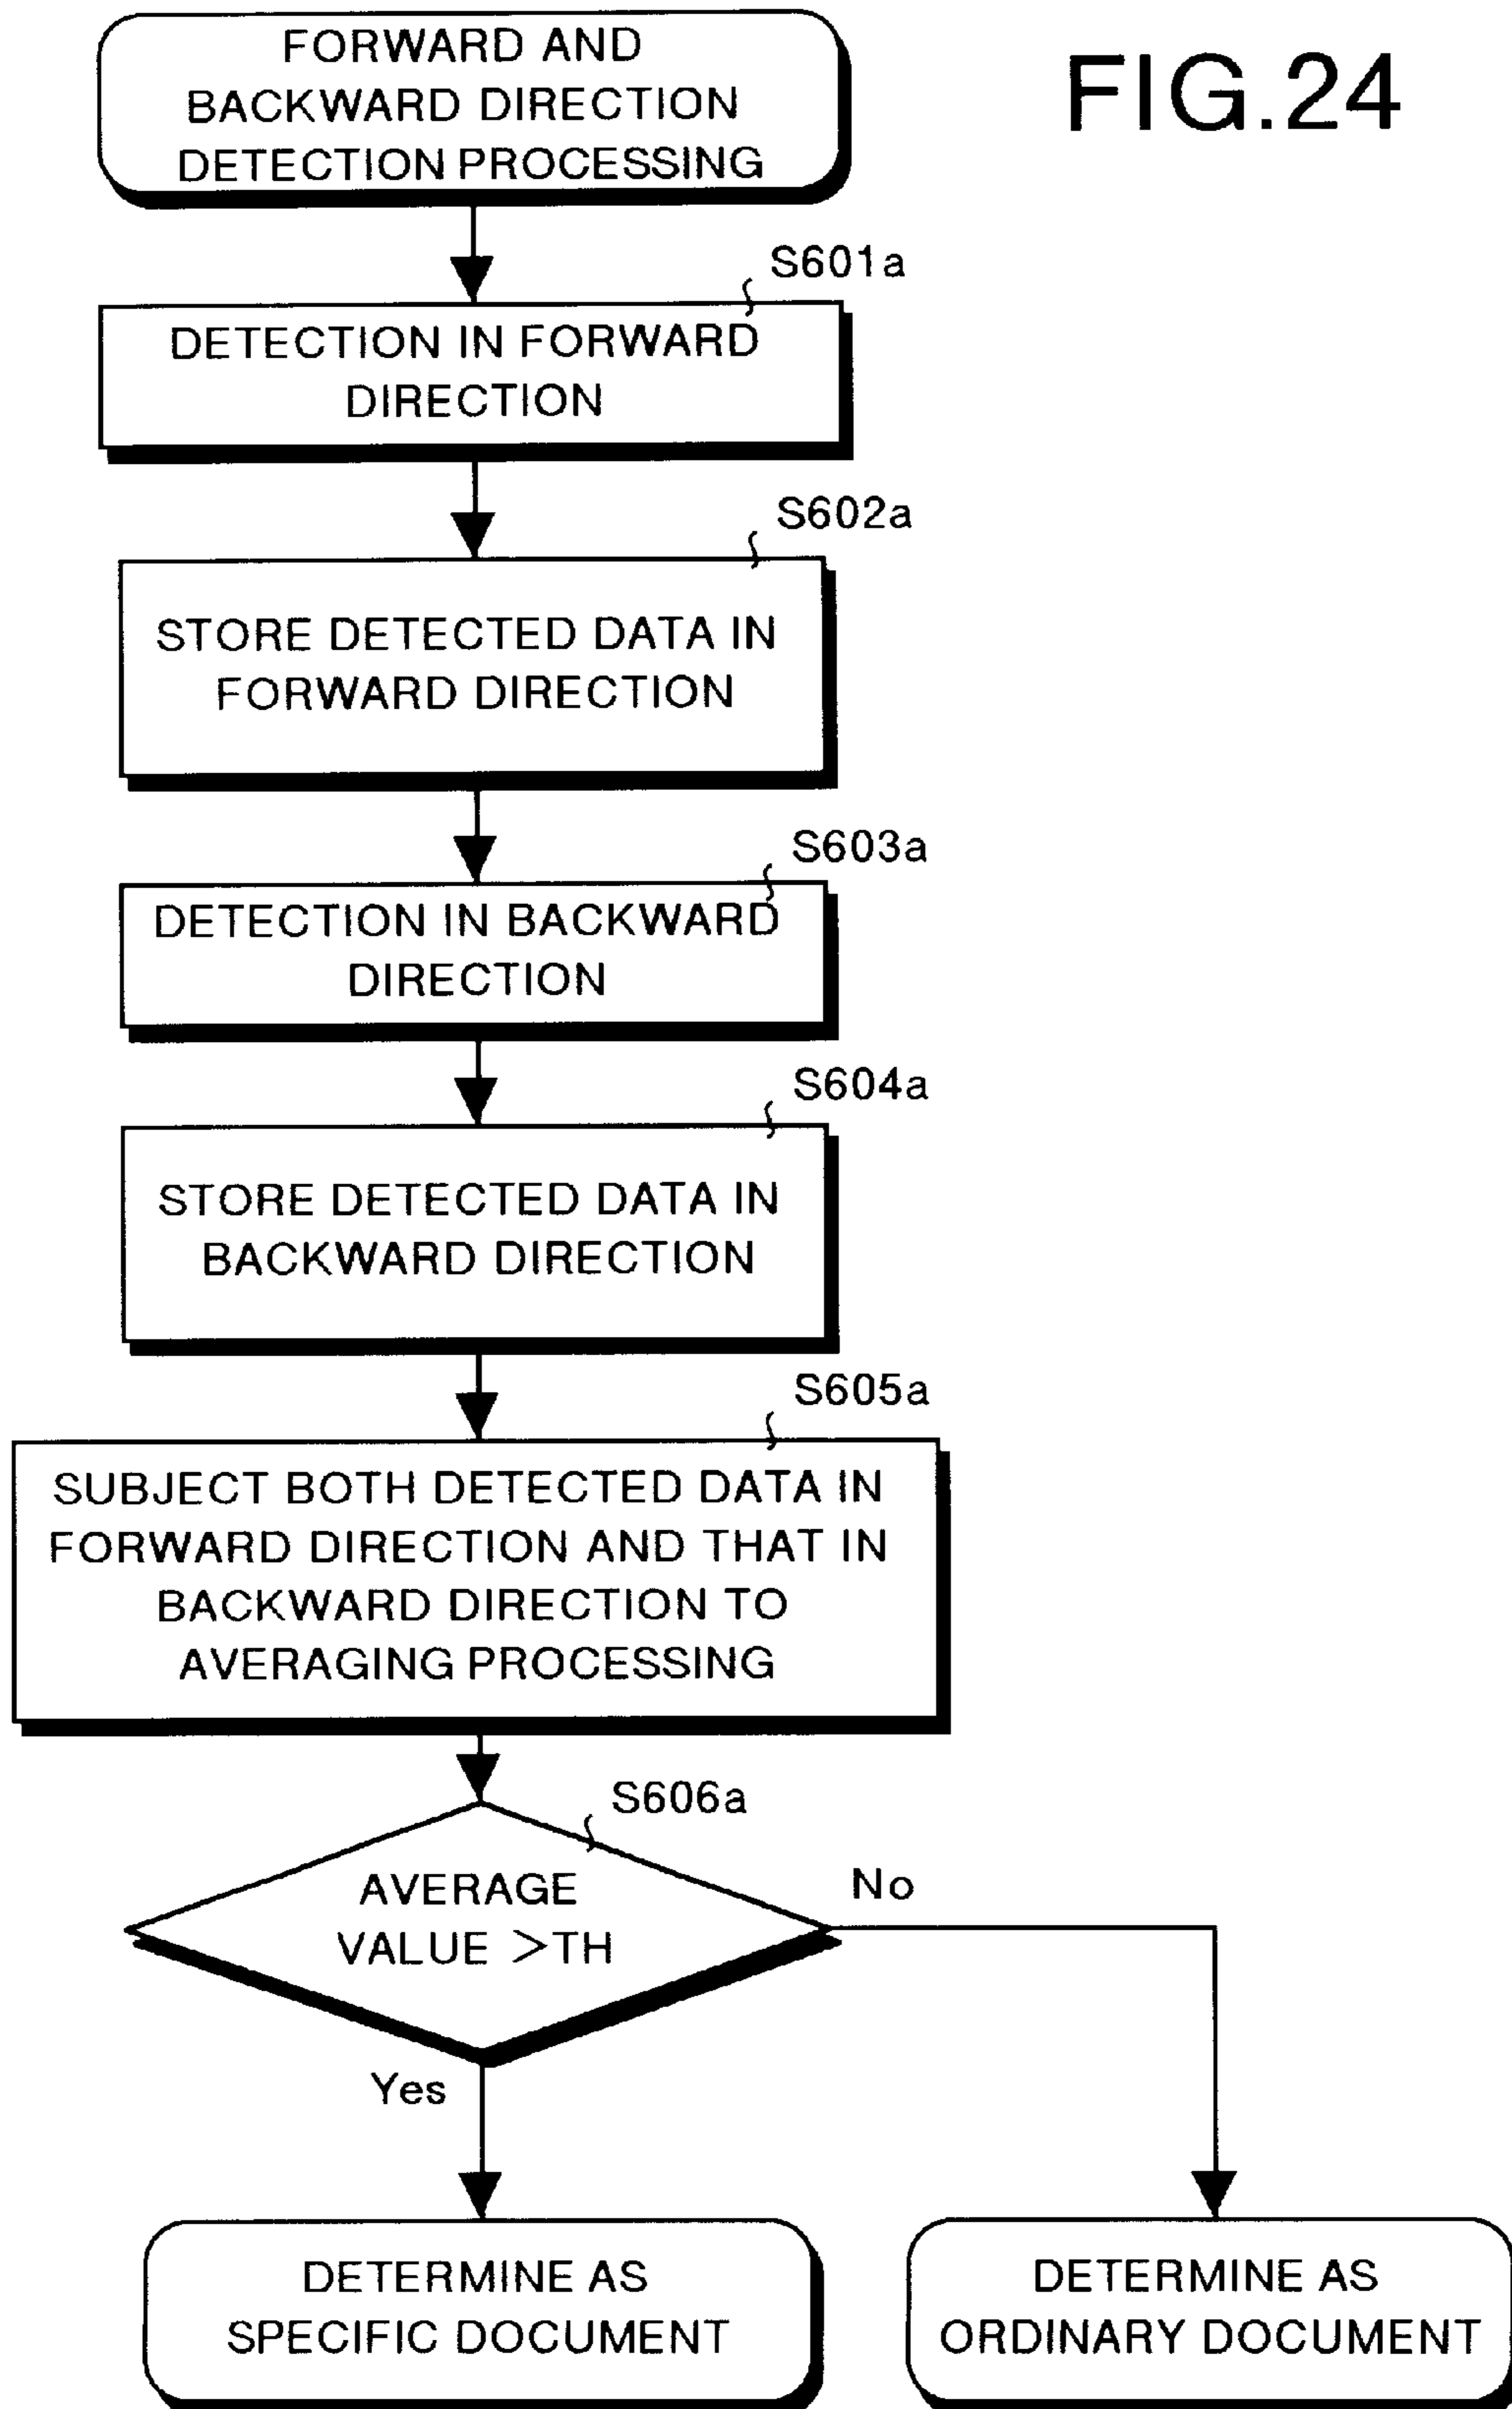 FORWARD AND
BACKWARD DIRECTION
DETECTION PROCESSING
FIG.24
S601a
DETECTION IN FORWARD
DIRECTION
S602a
STORE DETECTED DATA IN
FORWARD DIRECTION
S603a
DETECTION IN BACKWARD
DIRECTION
S604a
STORE DETECTED DATA IN
BACKWARD DIRECTION
S605a
SUBJECT BOTH DETECTED DATA IN
FORWARD DIRECTION AND THAT IN
BACKWARD DIRECTION TO
AVERAGING PROCESSING
S606a
AVERAGE
VALUE >TH
No
Yes
DETERMINE AS
SPECIFIC DOCUMENT
DETERMINE AS
ORDINARY DOCUMENT